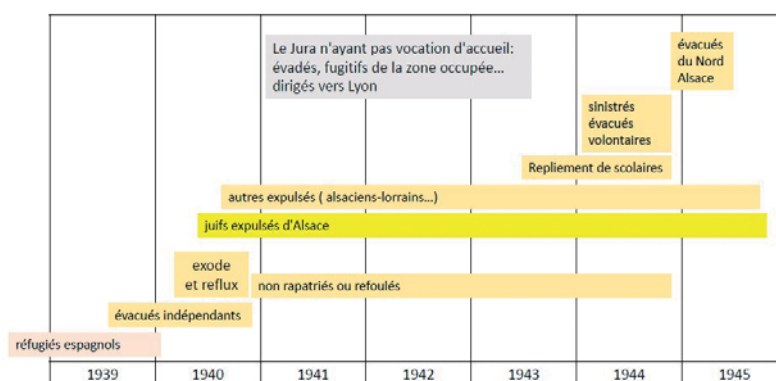 Le Jura n'ayant pas vocation d'accueil:
évadés, fugitifs de la zone occupée...
dirigés vers Lyon
évacués
du Nord
Alsace
sinistrés
évacués
volontaires
Repliement de scolaires
autres expulsés ( alsaciens-lorrains...)
juifs expulsés d'Alsace
exode
et reflux
non rapatriés ou refoulés
évacués indépendants
réfugiés espagnols
1939 1940 1941 1942 1943 1944 1945